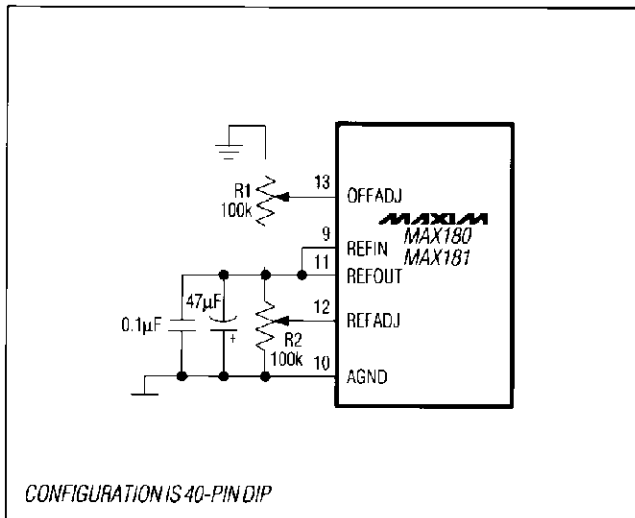 R1
100k
13
OFFADJ
MAXIM
MAX180
MAX181
9
REFIN
11
REFOUT
47µF
0.1µF
12
REFADJ
R2
100k
10
AGND
+
CONFIGURATION IS 40-PIN DIP